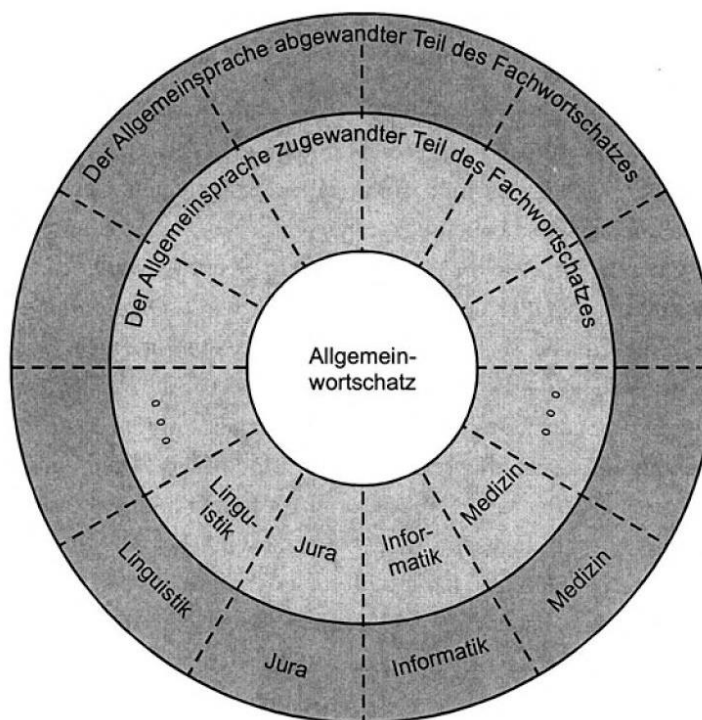 Der Allgemeinsprache abgewandter Teil des Fachwortschatzes
Der Allgemeinsprache zugewandter Teil des Fachwortschatzes
Allgemein-
wortschatz
Lingu-
istik
Jura
Infor-
matik
Medizin
Linguistik
Jura
Informatik
Medizin